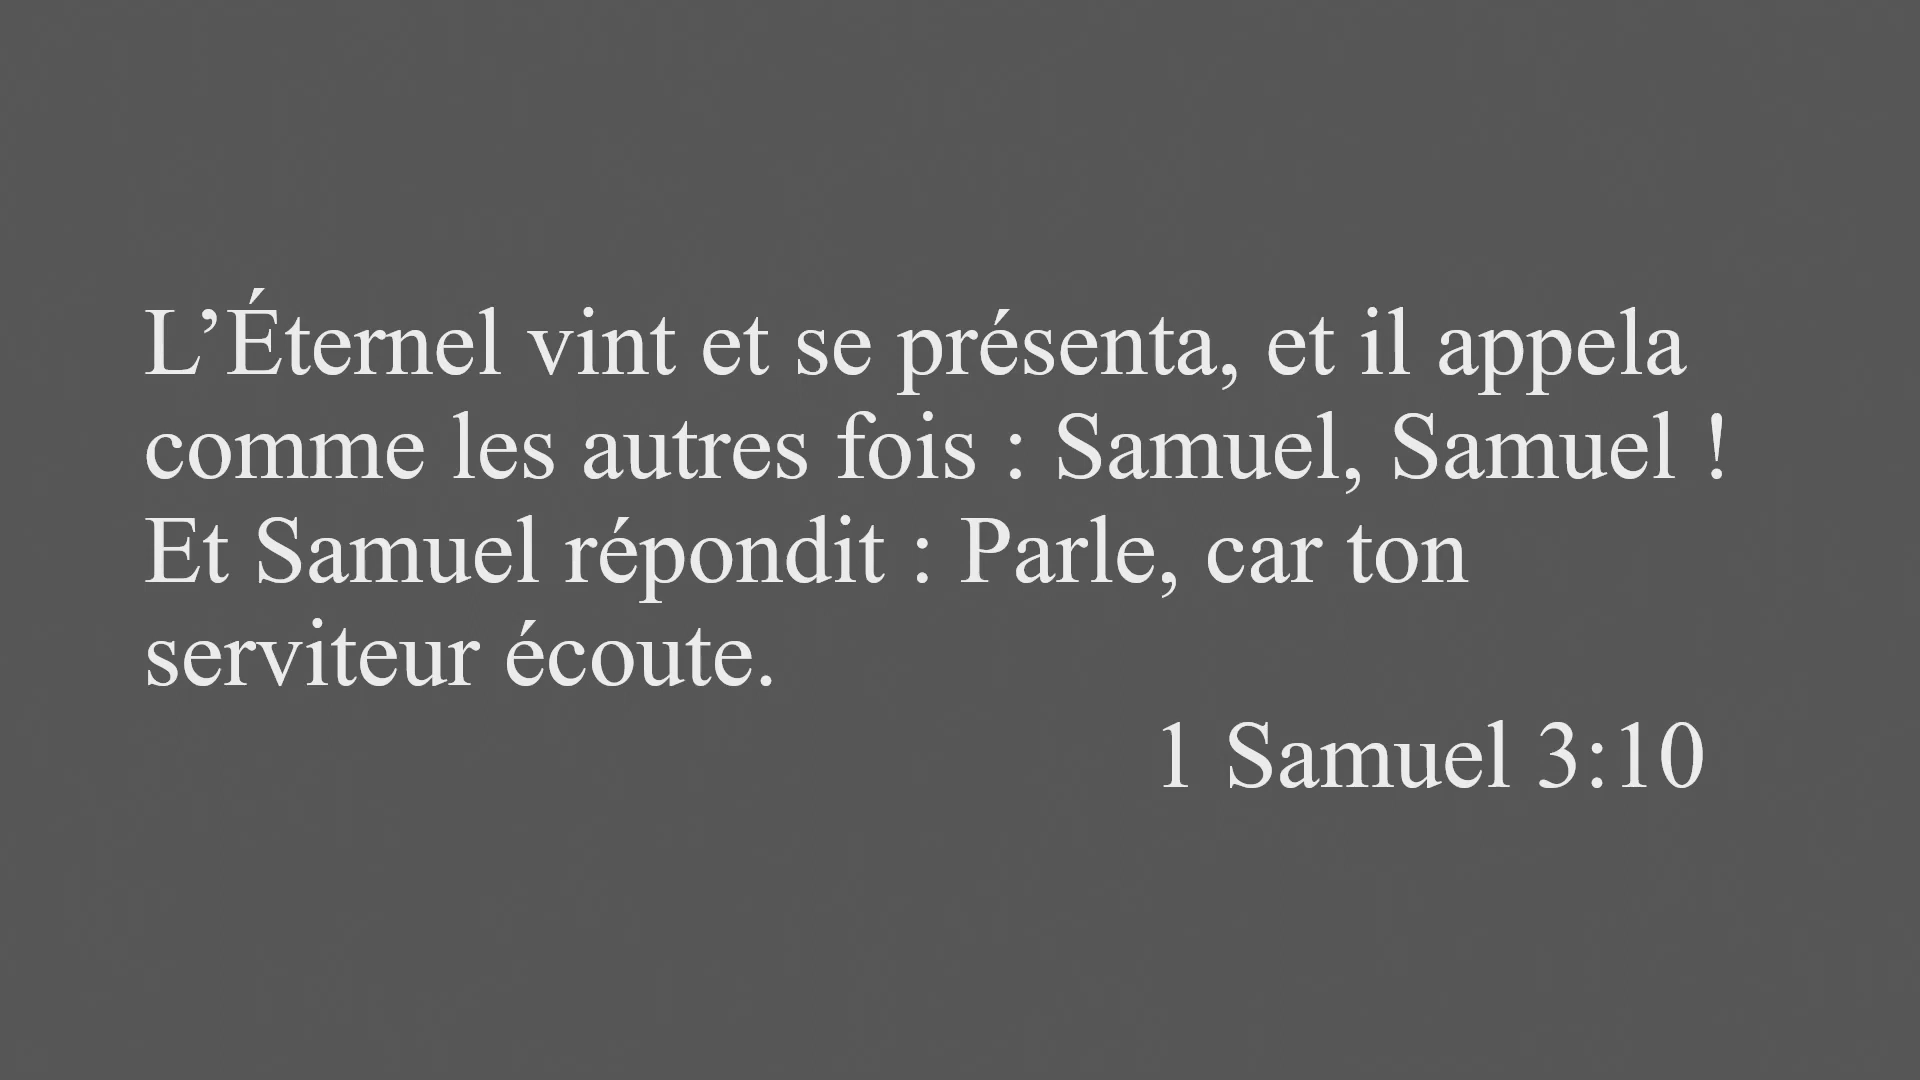 L’Éternel vint et se présenta, et il appela
comme les autres fois : Samuel, Samuel !
Et Samuel répondit : Parle, car ton
serviteur écoute.
1 Samuel 3:10